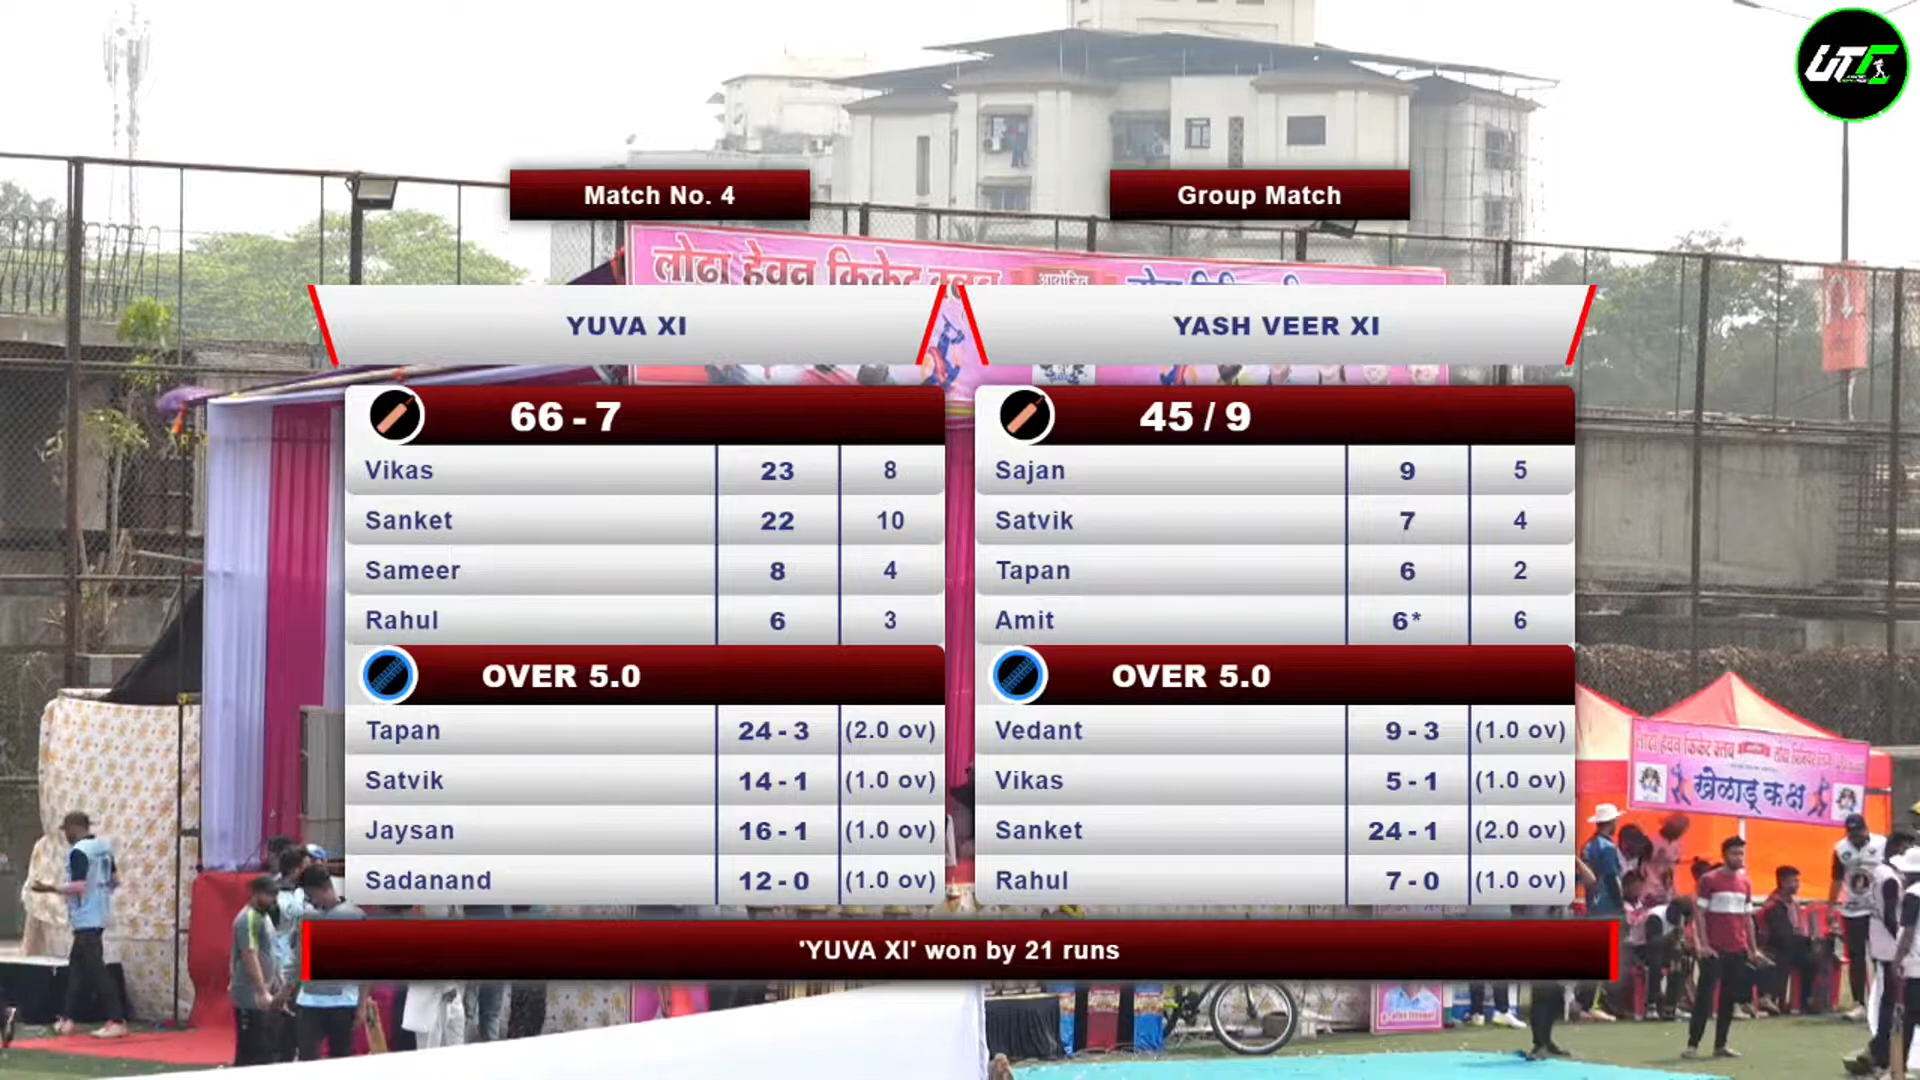 UTC
Match No. 4
Group Match
लोढा हेवन क्रिकेट क्लब
आयोजित
YUVA XI
YASH VEER XI
66 - 7
45 / 9
Vikas 23 8
Sajan 9 5
Sanket 22 10
Satvik 7 4
Sameer 8 4
Tapan 6 2
Rahul 6 3
Amit 6* 6
OVER 5.0
OVER 5.0
Tapan 24 - 3 (2.0 ov)
Vedant 9 - 3 (1.0 ov)
Satvik 14 - 1 (1.0 ov)
Vikas 5 - 1 (1.0 ov)
Jaysan 16 - 1 (1.0 ov)
Sanket 24 - 1 (2.0 ov)
Sadanand 12 - 0 (1.0 ov)
Rahul 7 - 0 (1.0 ov)
लोढा हेवन क्रिकेट क्लब
खेळाडू कक्ष
'YUVA XI' won by 21 runs